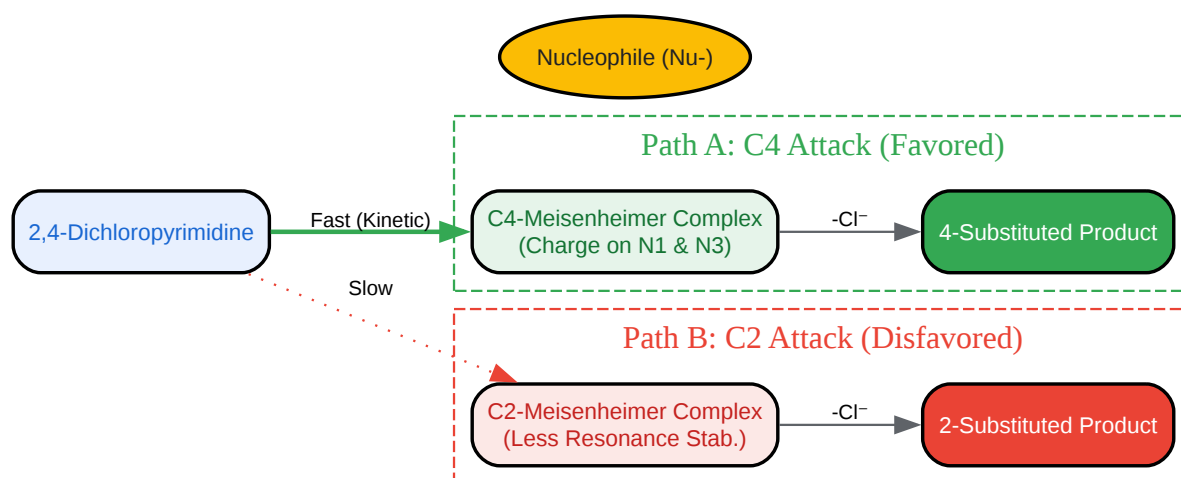 Nucleophile (Nu-)
Path A: C4 Attack (Favored)
2,4-Dichloropyrimidine
Fast (Kinetic)
C4-Meisenheimer Complex
(Charge on N1 & N3)
-Cl⁻
4-Substituted Product
Slow
Path B: C2 Attack (Disfavored)
C2-Meisenheimer Complex
(Less Resonance Stab.)
-Cl⁻
2-Substituted Product